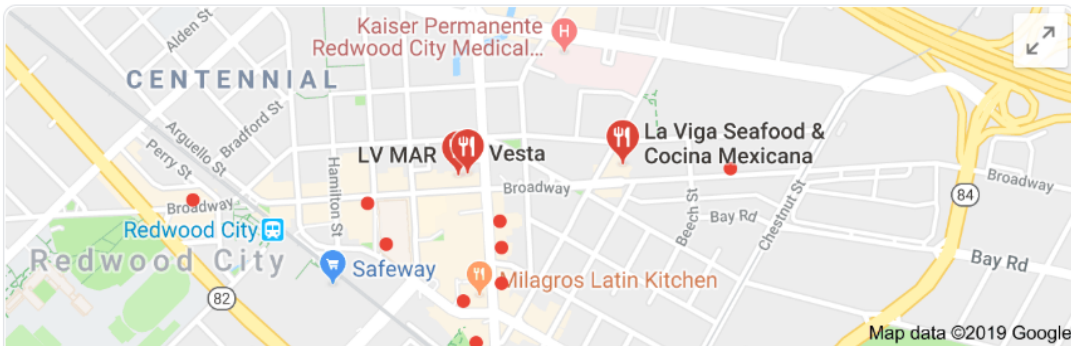 Kaiser Permanente
Redwood City Medical...
H
Alden St
CENTENNIAL
Bradford St
Arguello St
Perry St
Hamilton St
LV MAR
Vesta
La Viga Seafood &
Cocina Mexicana
Broadway
Broadway
Broadway
84
Beech St
Bay Rd
Chestnut St
Redwood City
Redwood City
Bay Rd
Safeway
Milagros Latin Kitchen
82
Map data ©2019 Google